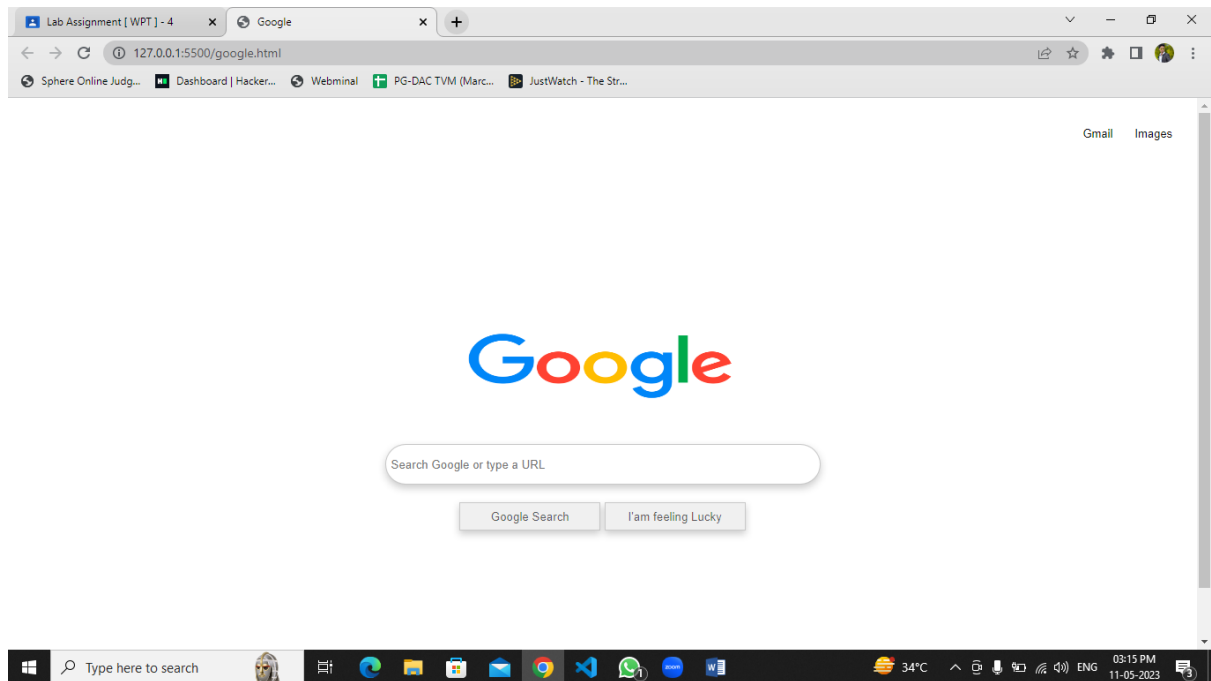 Lab Assignment [ WPT ] - 4
Google
127.0.0.1:5500/google.html
Sphere Online Judg... Dashboard | Hacker... Webminal PG-DAC TVM (Marc... JustWatch - The Str...
Gmail Images
Google
Search Google or type a URL
Google Search I'am feeling Lucky
Type here to search
zoom
34°C
ENG
03:15 PM
11-05-2023
3